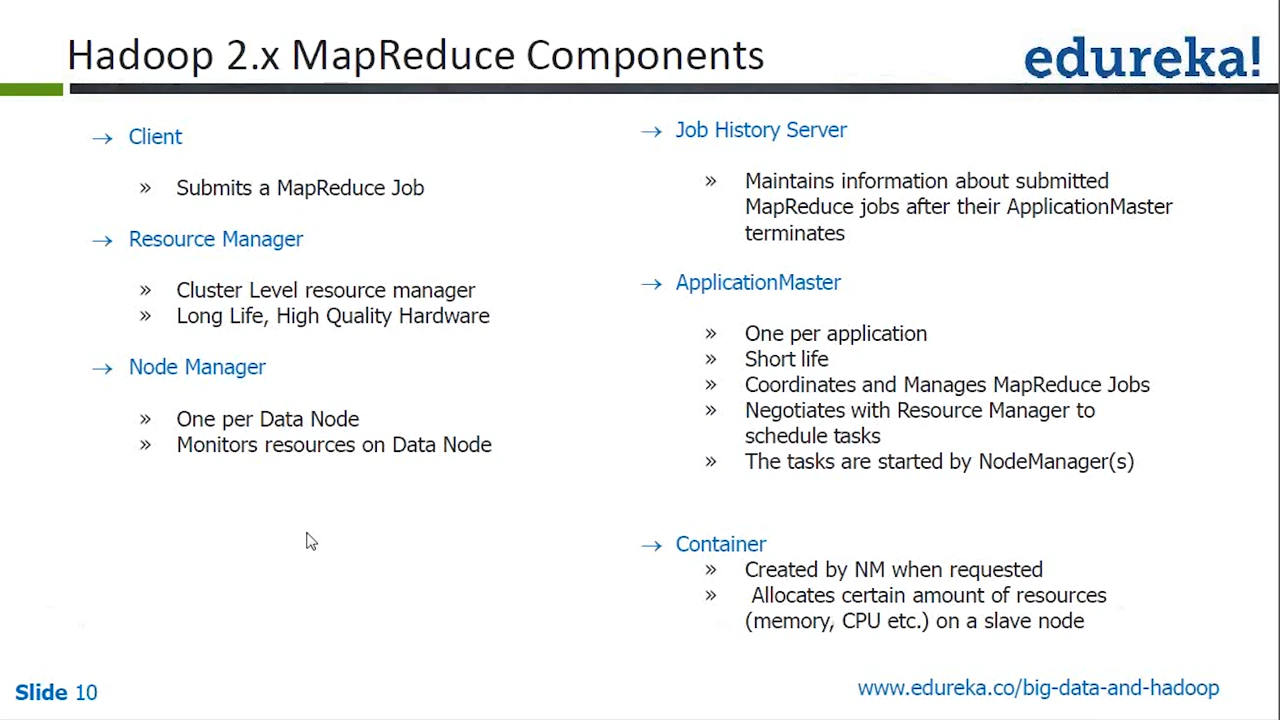 Hadoop 2.x MapReduce Components
edureka!
→ Client
» Submits a MapReduce Job
→ Resource Manager
» Cluster Level resource manager
» Long Life, High Quality Hardware
→ Node Manager
» One per Data Node
» Monitors resources on Data Node
→ Job History Server
» Maintains information about submitted
MapReduce jobs after their ApplicationMaster
terminates
→ ApplicationMaster
» One per application
» Short life
» Coordinates and Manages MapReduce Jobs
» Negotiates with Resource Manager to
schedule tasks
» The tasks are started by NodeManager(s)
→ Container
» Created by NM when requested
» Allocates certain amount of resources
(memory, CPU etc.) on a slave node
Slide 10
www.edureka.co/big-data-and-hadoop